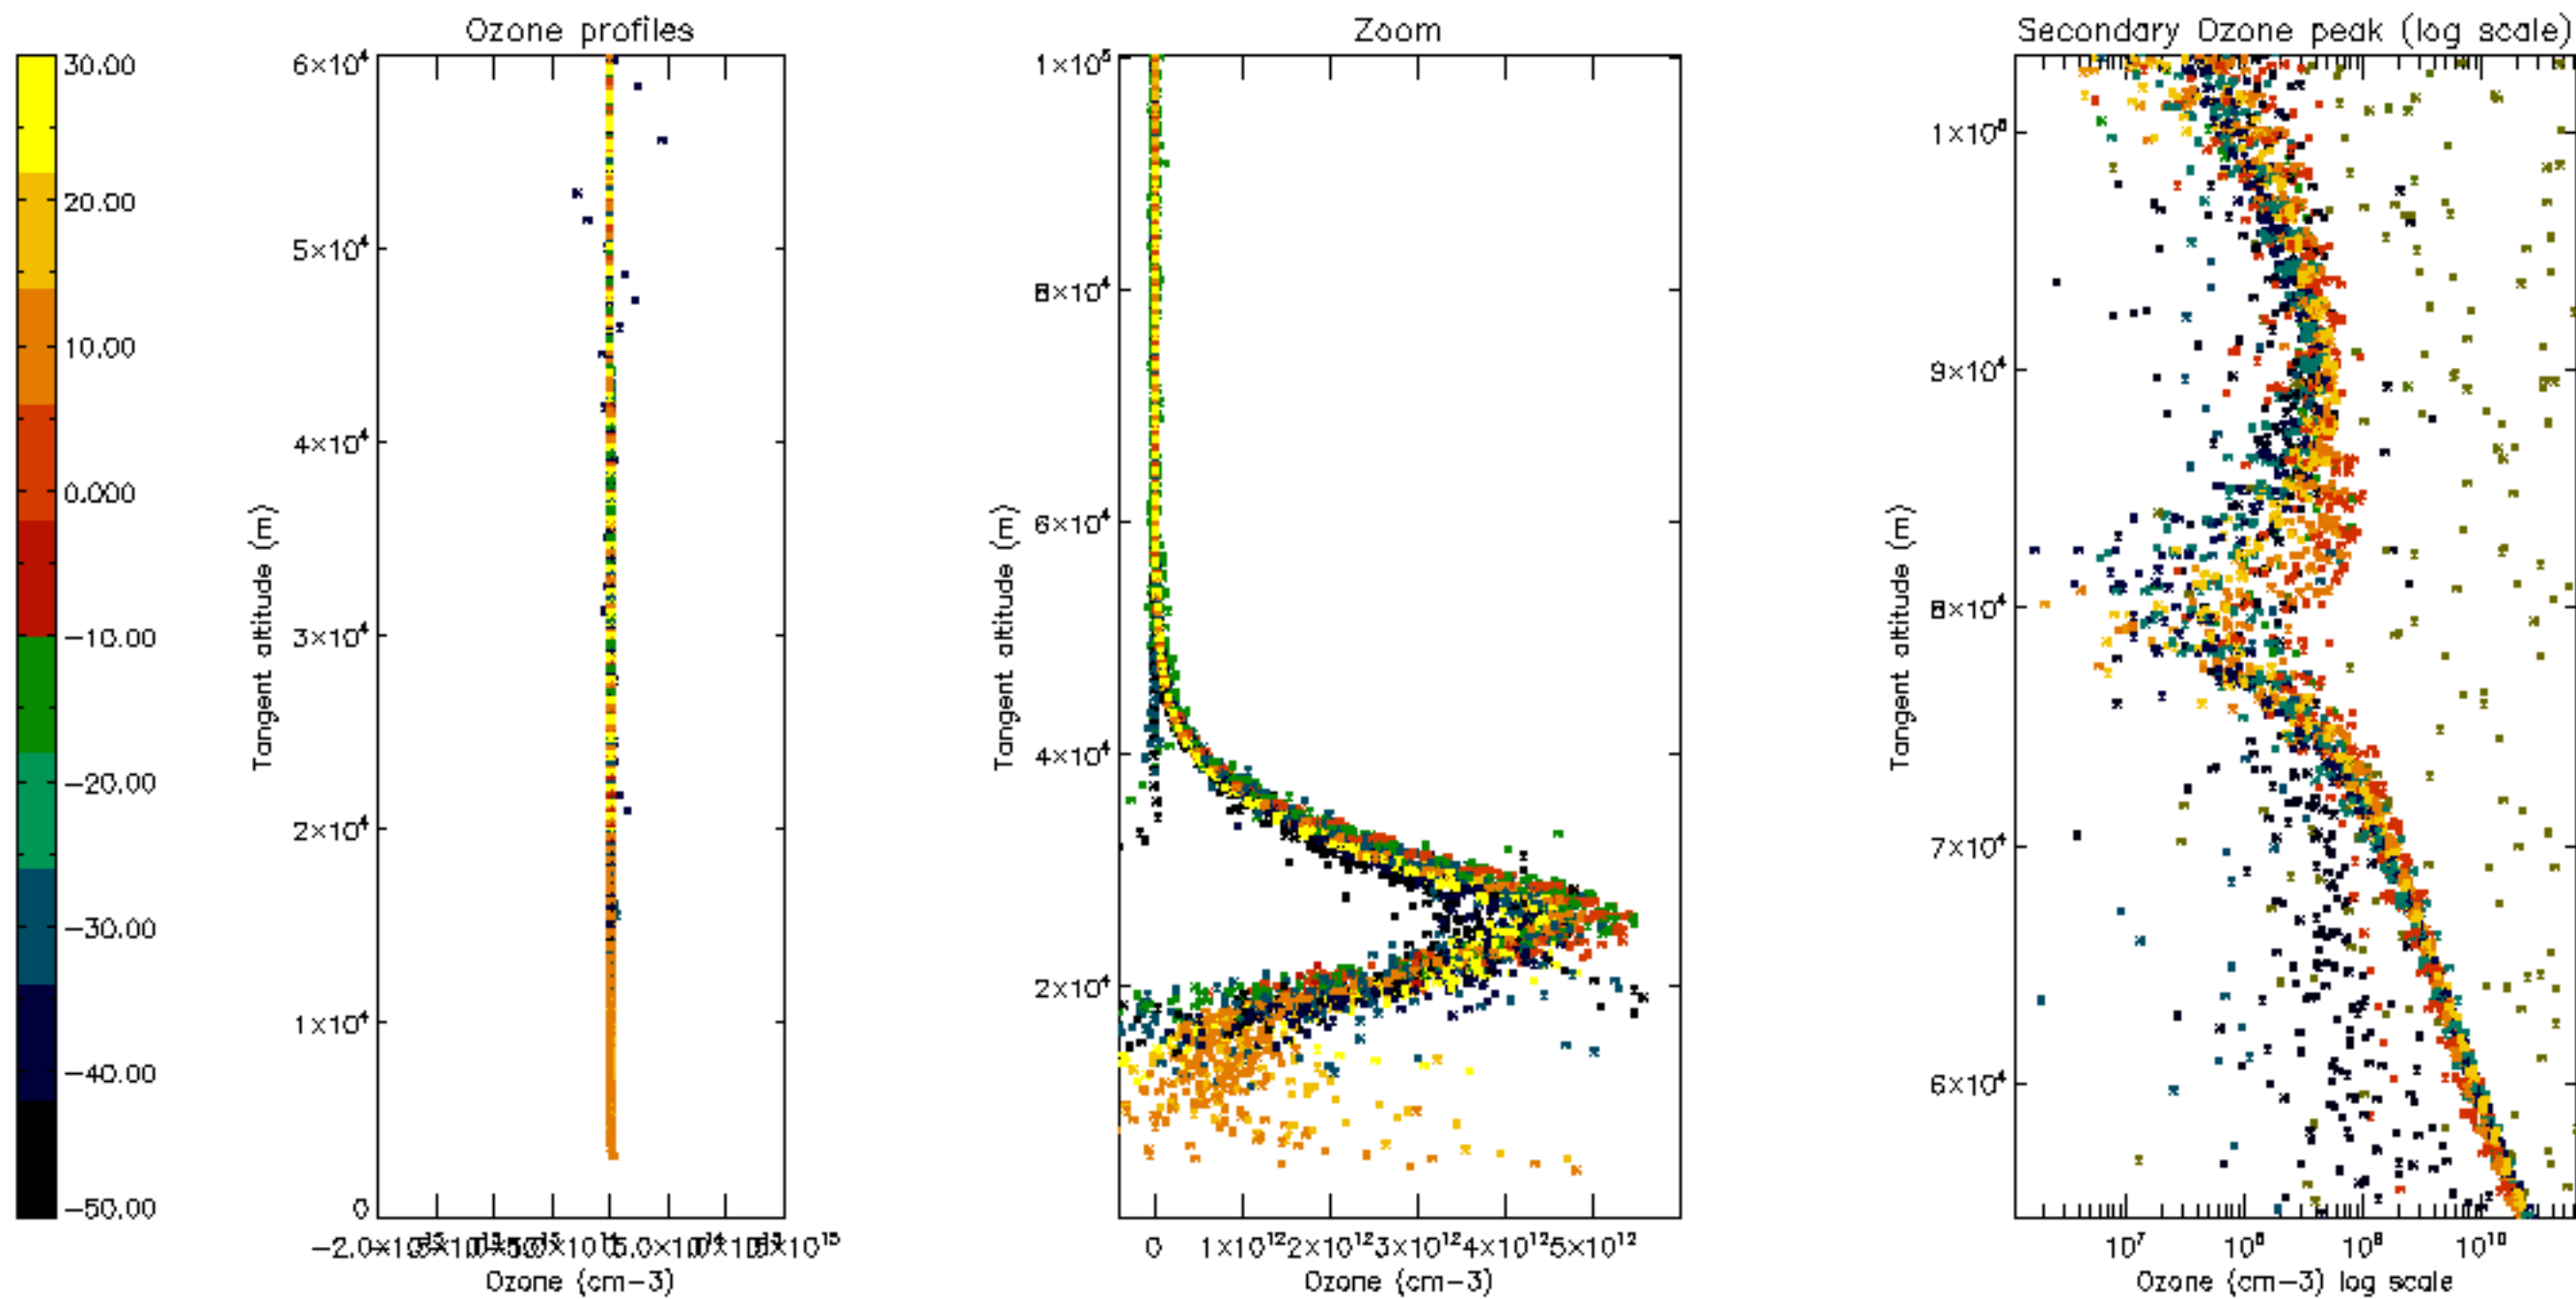 Ozone profiles
Zoom
Secondary Ozone peak (log scale)
30.00
20.00
10.00
0.000
−10.00
−20.00
−30.00
−40.00
−50.00
6×10⁴
5×10⁴
4×10⁴
3×10⁴
2×10⁴
1×10⁴
0
Tangent altitude (m)
Ozone (cm−3)
1×10⁵
8×10⁴
6×10⁴
4×10⁴
2×10⁴
Tangent altitude (m)
0 1×10¹² 2×10¹² 3×10¹² 4×10¹² 5×10¹²
Ozone (cm−3)
9×10⁴
8×10⁴
7×10⁴
6×10⁴
Tangent altitude (m)
10⁷ 10⁸ 10⁹ 10¹⁰
Ozone (cm−3) log scale